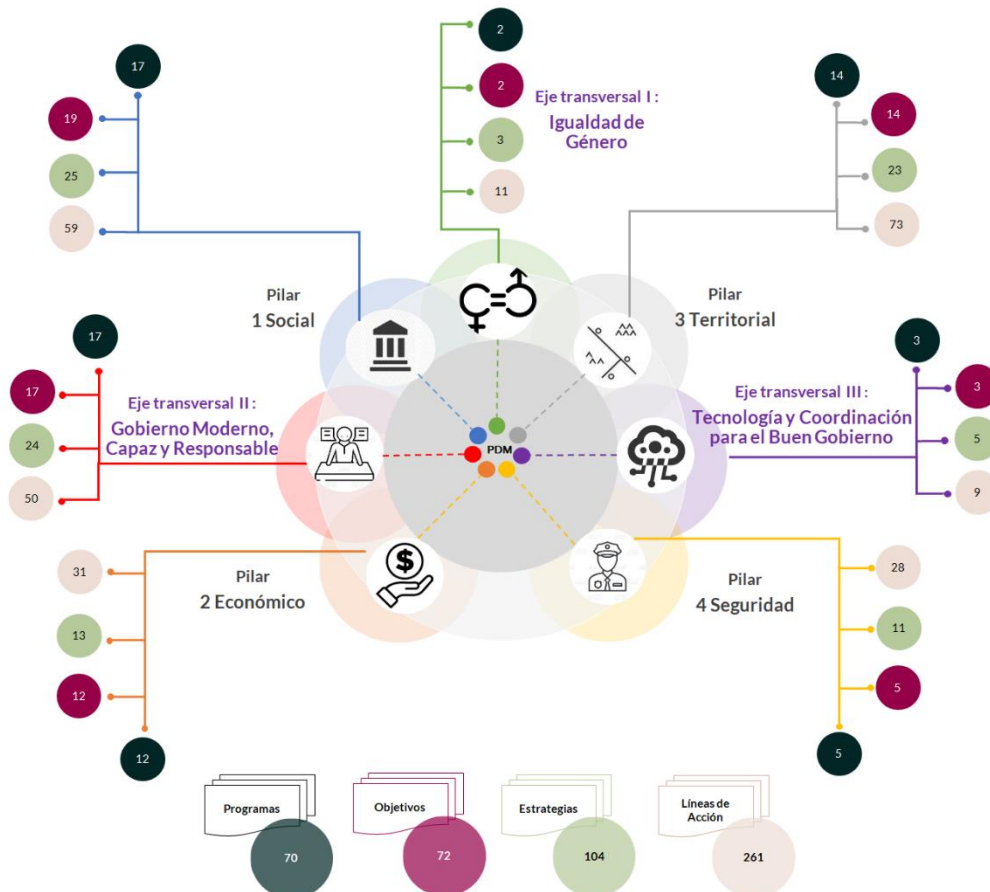 2
2
3
11
Eje transversal I :
Igualdad de
Género
17
19
25
59
14
14
23
73
Pilar
1 Social
Pilar
3 Territorial
17
17
24
50
Eje transversal II :
Gobierno Moderno,
Capaz y Responsable
PDM
Eje transversal III :
Tecnología y Coordinación
para el Buen Gobierno
3
3
5
9
31
13
12
12
Pilar
2 Económico
$
Pilar
4 Seguridad
28
11
5
5
Programas
70
Objetivos
72
Estrategias
104
Líneas de
Acción
261